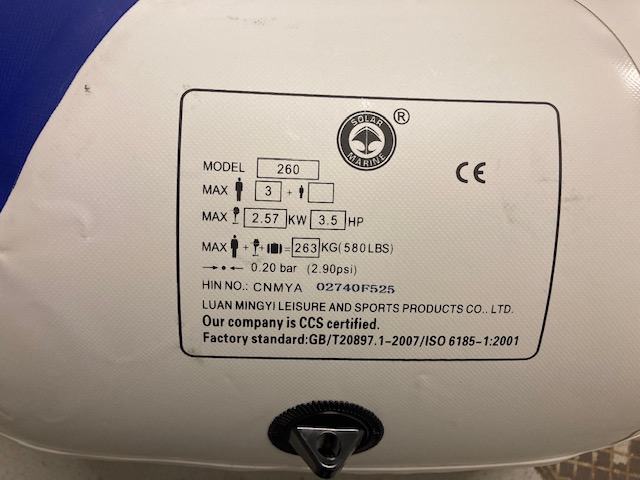 SOLAR MARINE ®
MODEL 260
CE
MAX 3 +
MAX 2.57 KW 3.5 HP
MAX + + = 263 KG(580LBS)
0.20 bar (2.90psi)
HIN NO.: CNMYA 02740F525
LUAN MINGYI LEISURE AND SPORTS PRODUCTS CO.. LTD.
Our company is CCS certified.
Factory standard:GB/T20897.1-2007/ISO 6185-1:2001